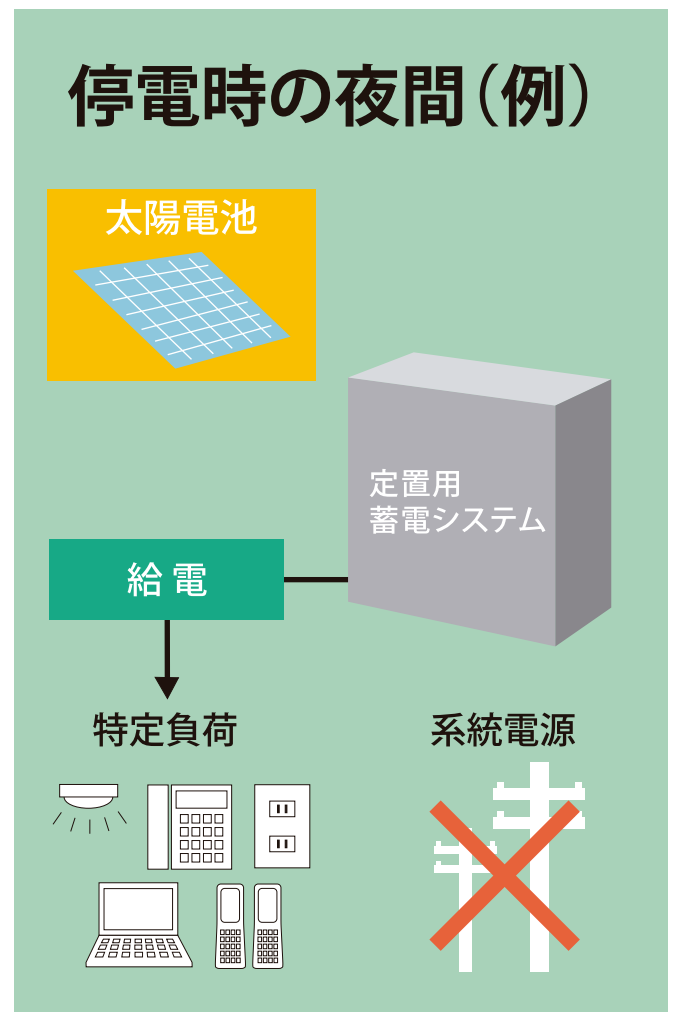 停電時の夜間（例）
太陽電池
定置用
蓄電システム
給電
特定負荷
系統電源